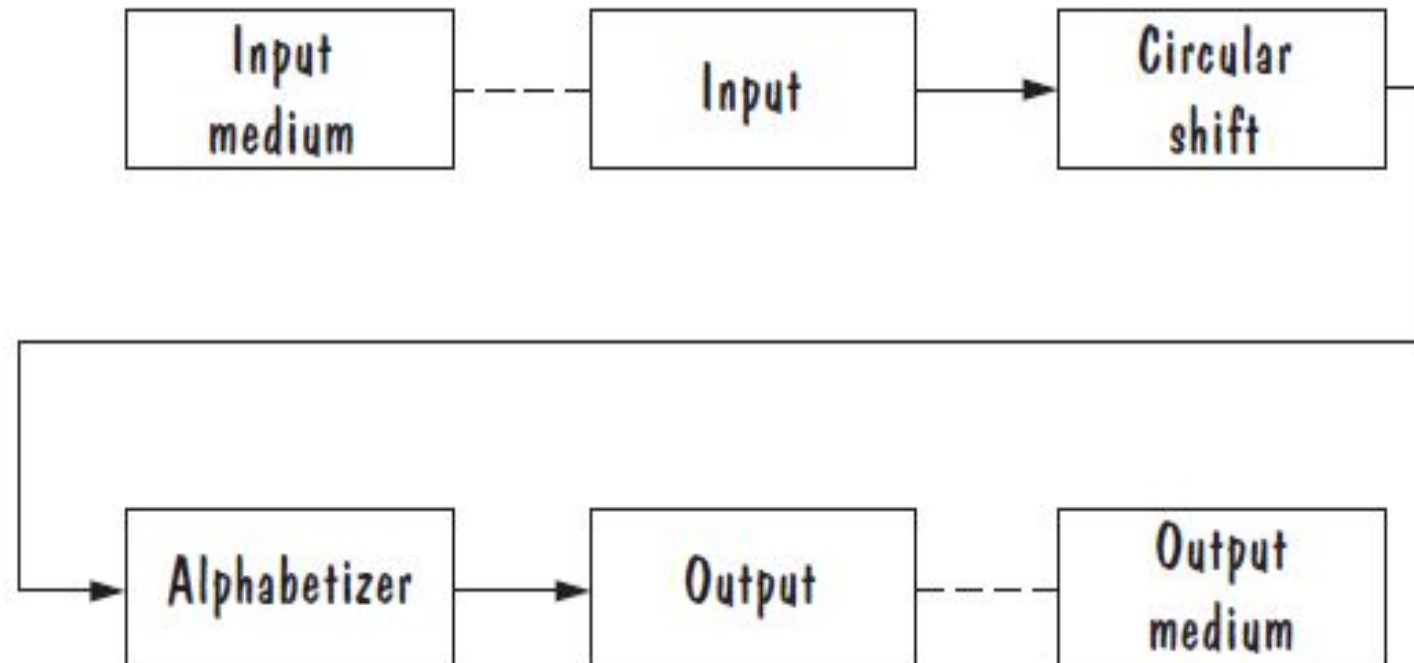 Input
medium
Input
Circular
shift
Alphabetizer
Output
Output
medium